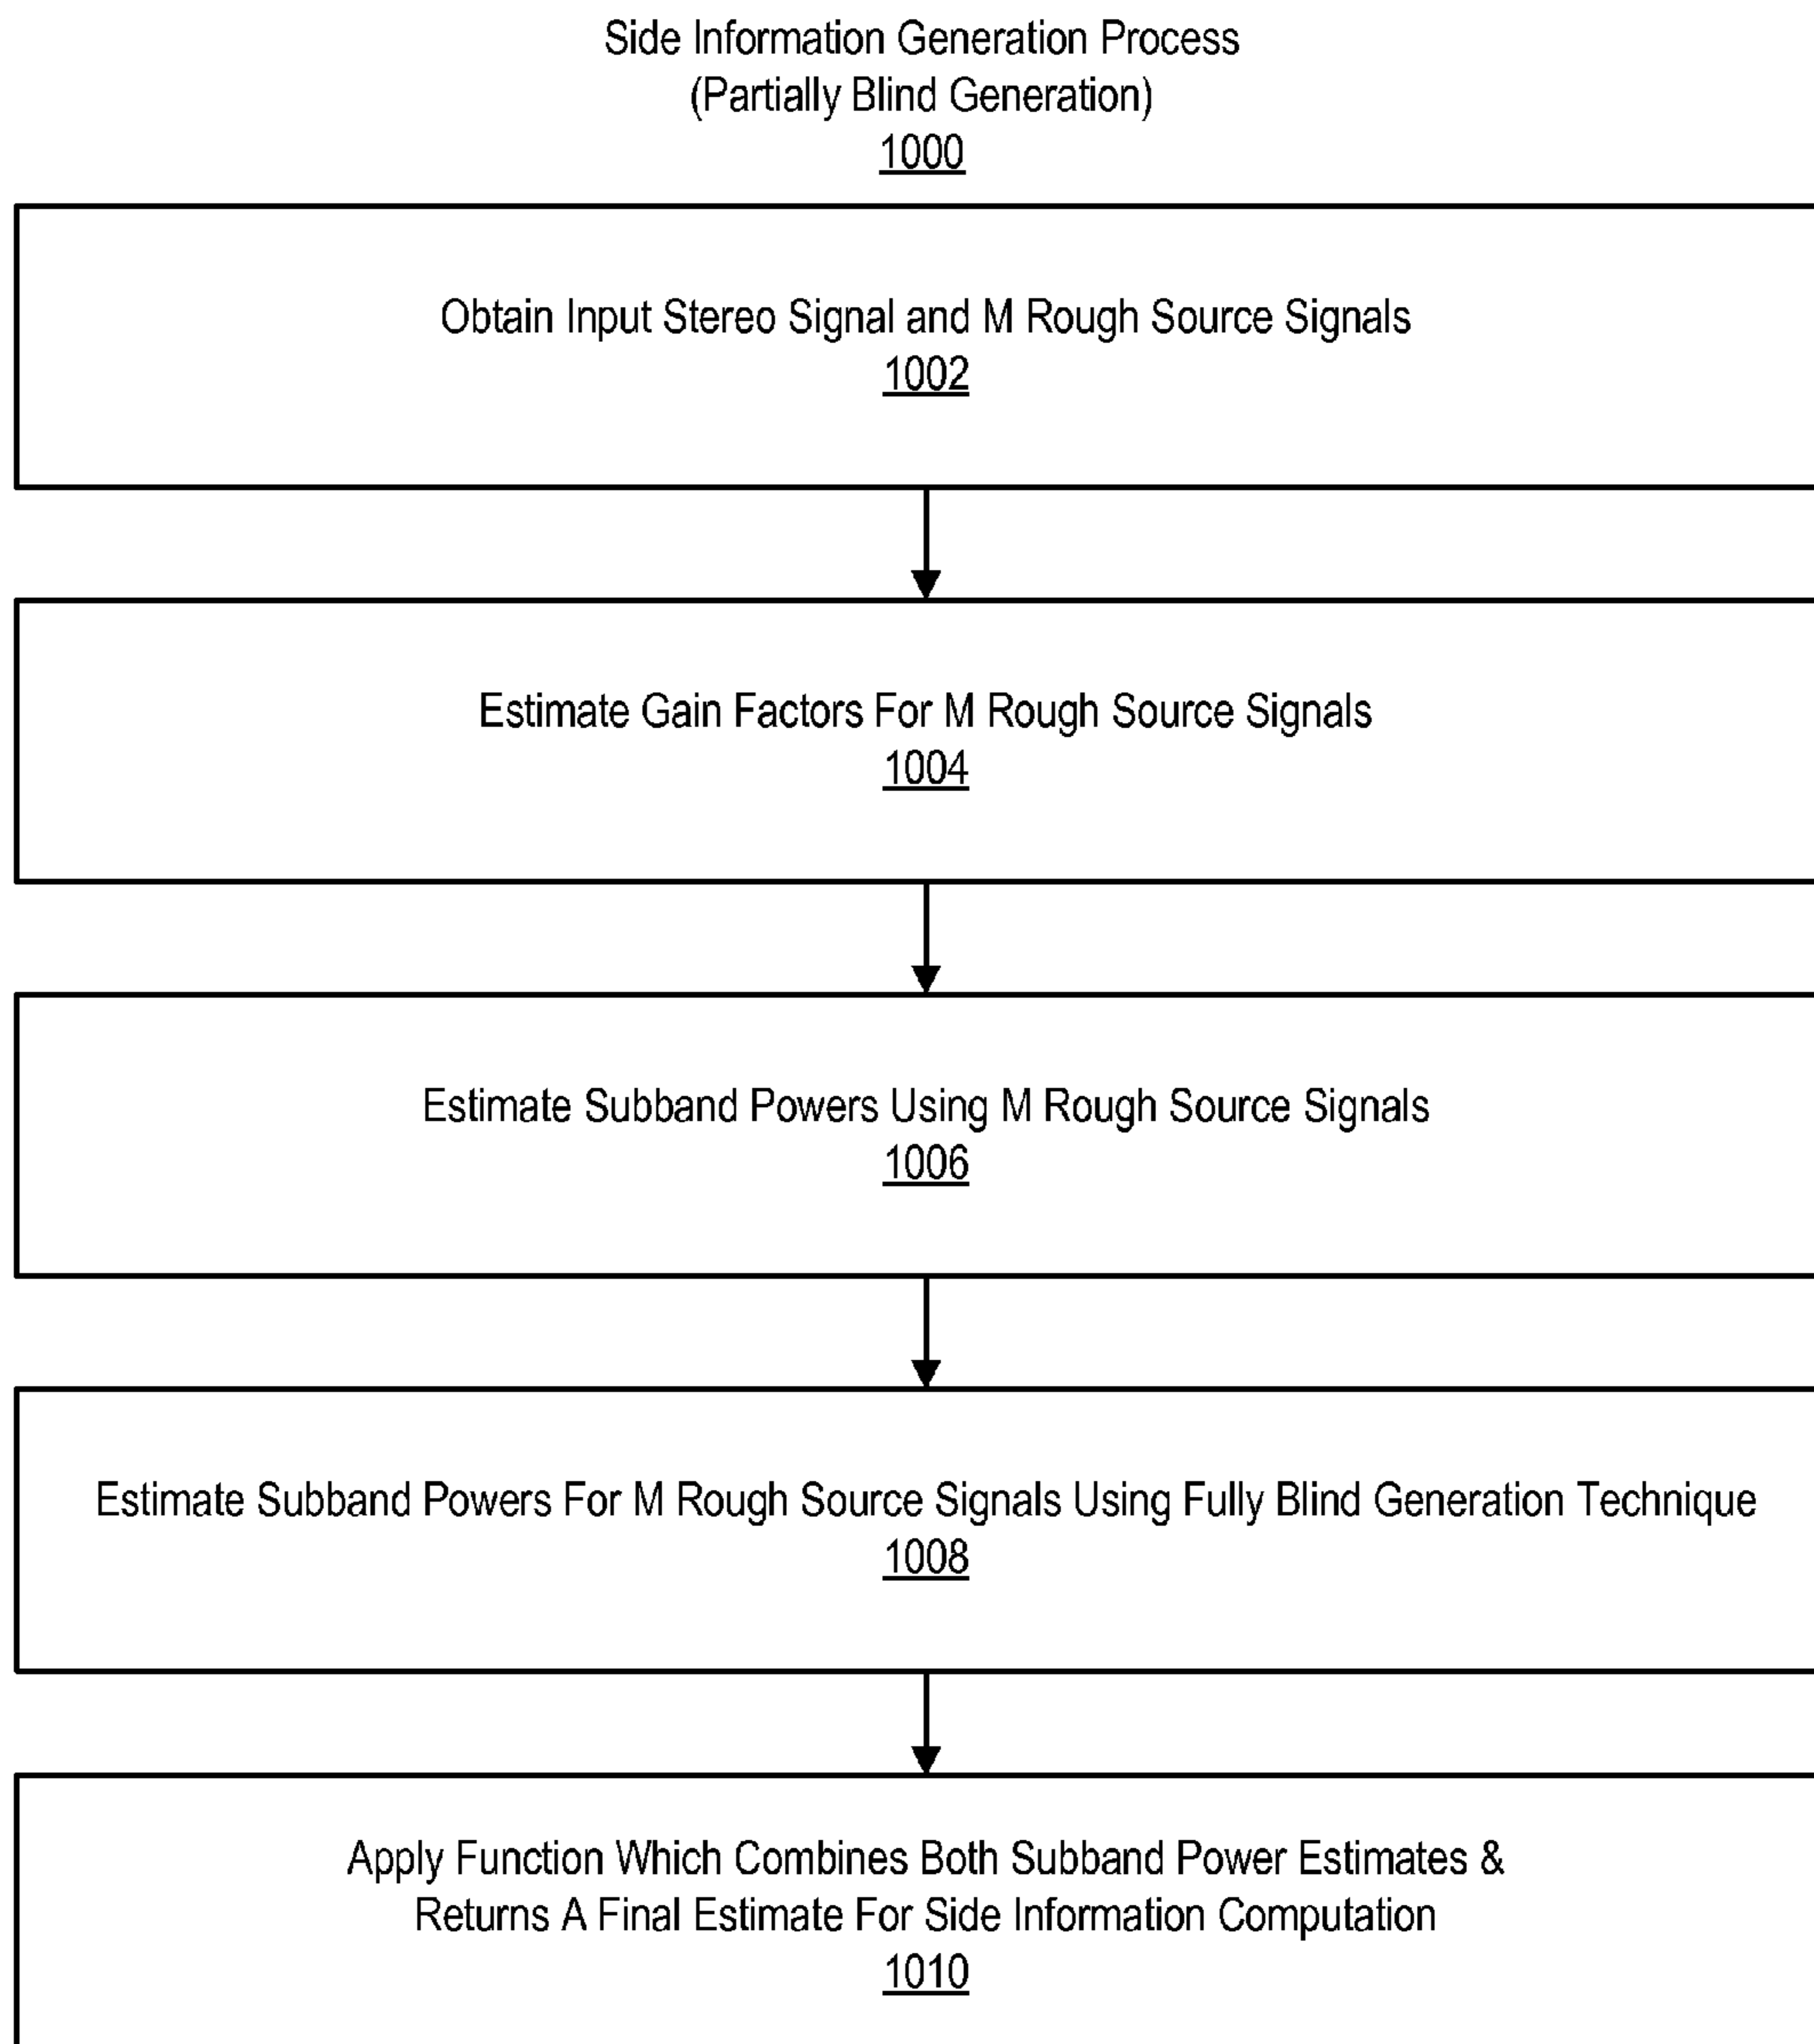 Side Information Generation Process
(Partially Blind Generation)
1000
Obtain Input Stereo Signal and M Rough Source Signals
1002
Estimate Gain Factors For M Rough Source Signals
1004
Estimate Subband Powers Using M Rough Source Signals
1006
Estimate Subband Powers For M Rough Source Signals Using Fully Blind Generation Technique
1008
Apply Function Which Combines Both Subband Power Estimates &
Returns A Final Estimate For Side Information Computation
1010